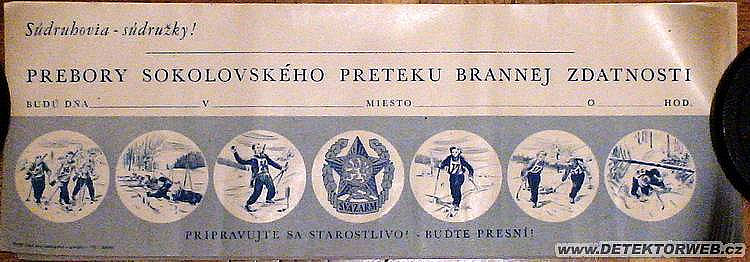 Súdruhovia - súdružky!
PREBORY SOKOLOVSKÉHO PRETEKU BRANNEJ ZDATNOSTI
BUDÚ DŇA V MIESTO O HOD.
SVAZARM
PRIPRAVUJTE SA STAROSTLIVO! - BUĎTE PRESNÍ!
www.DETEKTORWEB.cz